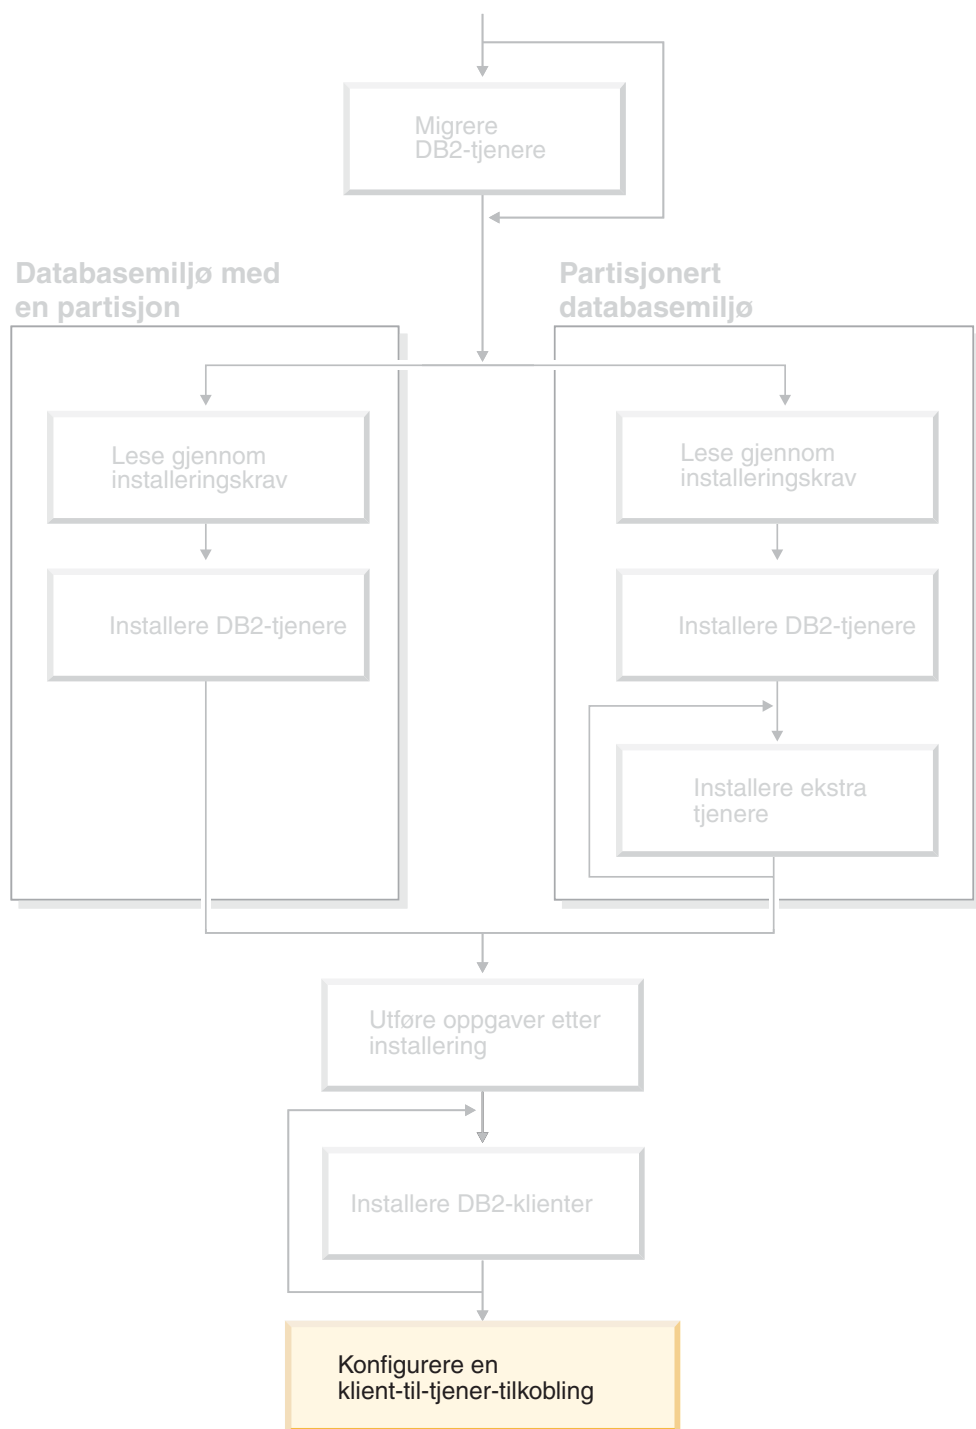 Migrere
DB2-tjenere
Databasemiljø med
en partisjon
Partisjonert
databasemiljø
Lese gjennom
installeringskrav
Installere DB2-tjenere
Lese gjennom
installeringskrav
Installere DB2-tjenere
Installere ekstra
tjenere
Utføre oppgaver etter
installering
Installere DB2-klienter
Konfigurere en
klient-til-tjener-tilkobling